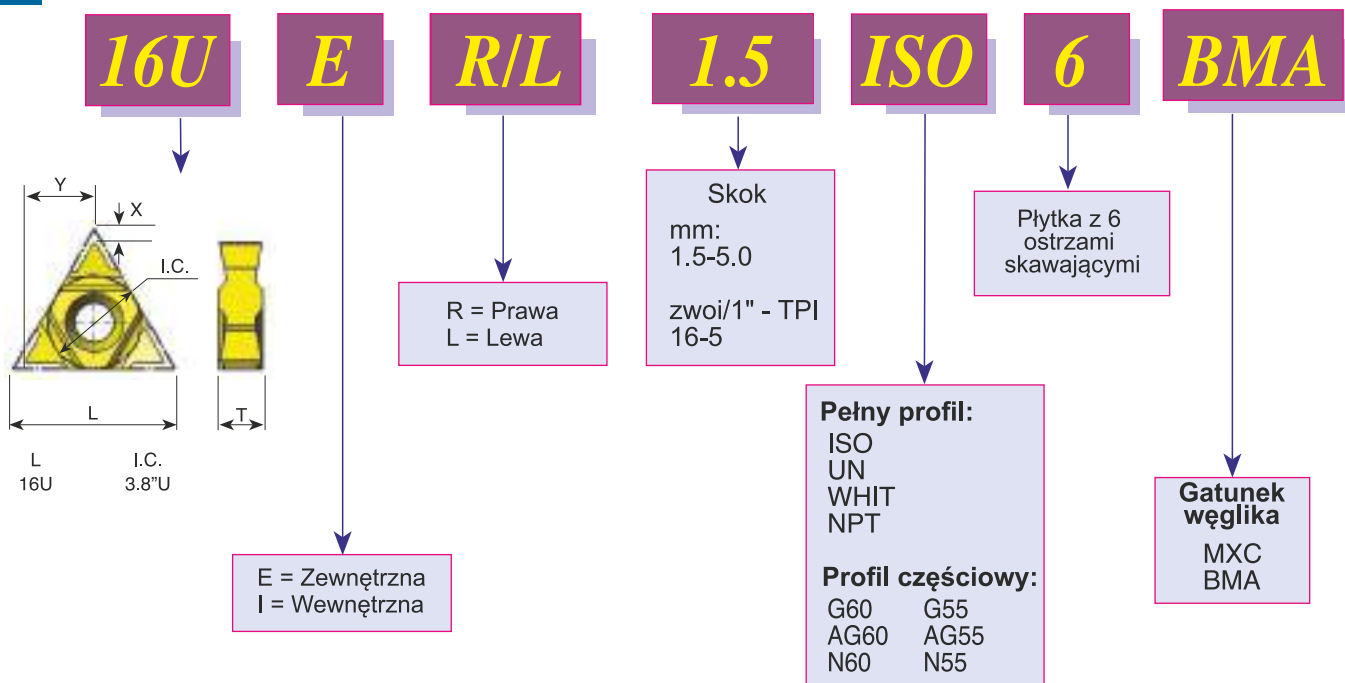 16U E R/L 1.5 ISO 6 BMA
Y
X
I.C.
L
T
L I.C.
16U 3.8”U
E = Zewnętrzna
I = Wewnętrzna
R = Prawa
L = Lewa
Skok
mm:
1.5-5.0
zwoi/1" - TPI
16-5
Pełny profil:
ISO
UN
WHIT
NPT
Profil częściowy:
G60 G55
AG60 AG55
N60 N55
Płytka z 6
ostrzami
skawającymi
Gatunek
węglika
MXC
BMA